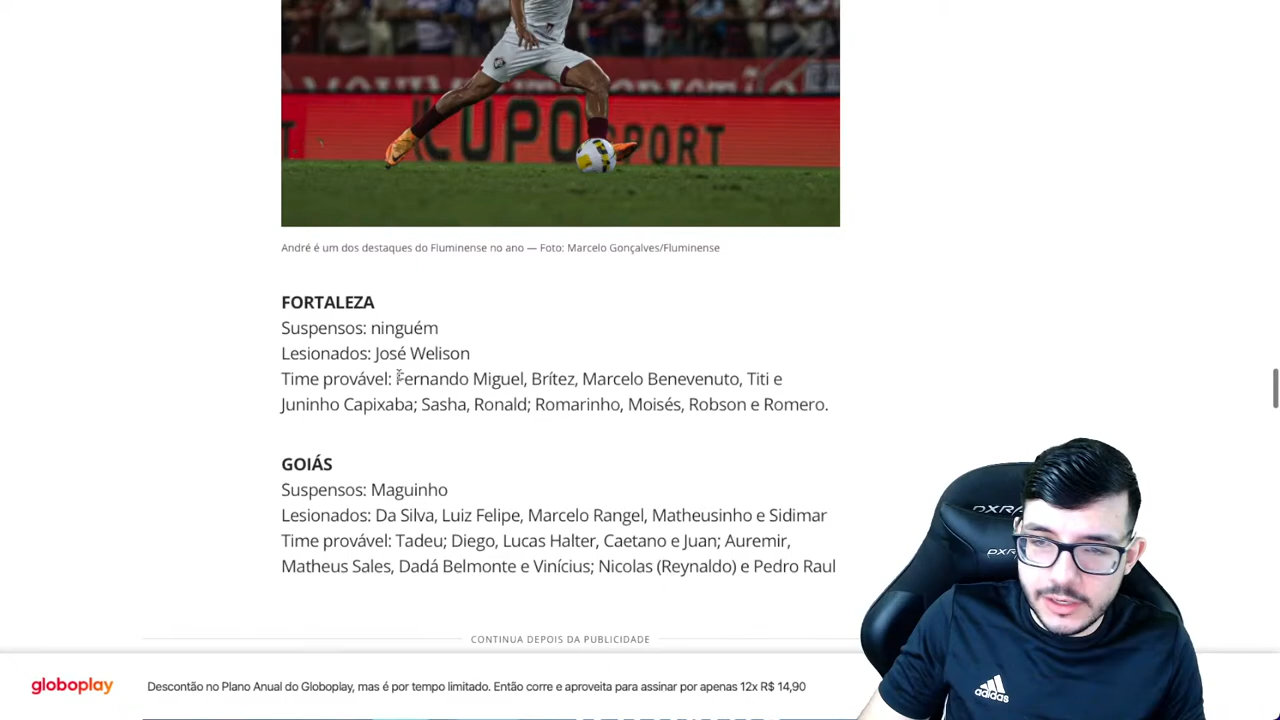 KUPO SPORT
André é um dos destaques do Fluminense no ano — Foto: Marcelo Gonçalves/Fluminense
FORTALEZA
Suspensos: ninguém
Lesionados: José Welison
Time provável: Fernando Miguel, Brítez, Marcelo Benevenuto, Titi e
Juninho Capixaba; Sasha, Ronald; Romarinho, Moisés, Robson e Romero.
GOIÁS
Suspensos: Maguinho
Lesionados: Da Silva, Luiz Felipe, Marcelo Rangel, Matheusinho e Sidimar
Time provável: Tadeu; Diego, Lucas Halter, Caetano e Juan; Auremir,
Matheus Sales, Dadá Belmonte e Vinícius; Nicolas (Reynaldo) e Pedro Raul
CONTINUA DEPOIS DA PUBLICIDADE
globoplay
Descontão no Plano Anual do Globoplay, mas é por tempo limitado. Então corre e aproveita para assinar por apenas 12x R$ 14,90
adidas